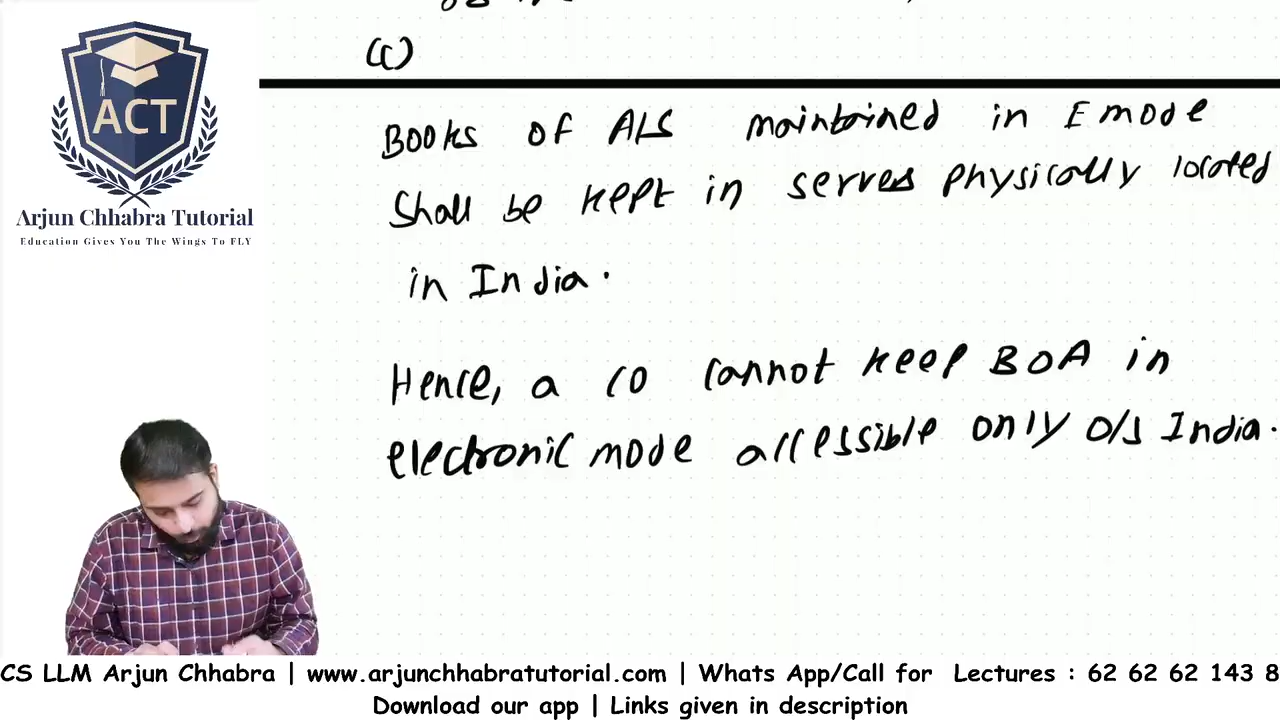 (C)
ACT
Arjun Chhabra Tutorial
Education Gives You The Wings To FLY
Books of A/s maintained in E mode
Shall be kept in serves physically located
in India.
Hence, a co cannot keep BOA in
electronic mode accessible only o/s India.
CS LLM Arjun Chhabra | www.arjunchhabratutorial.com | Whats App/Call for Lectures : 62 62 62 143 8
Download our app | Links given in description